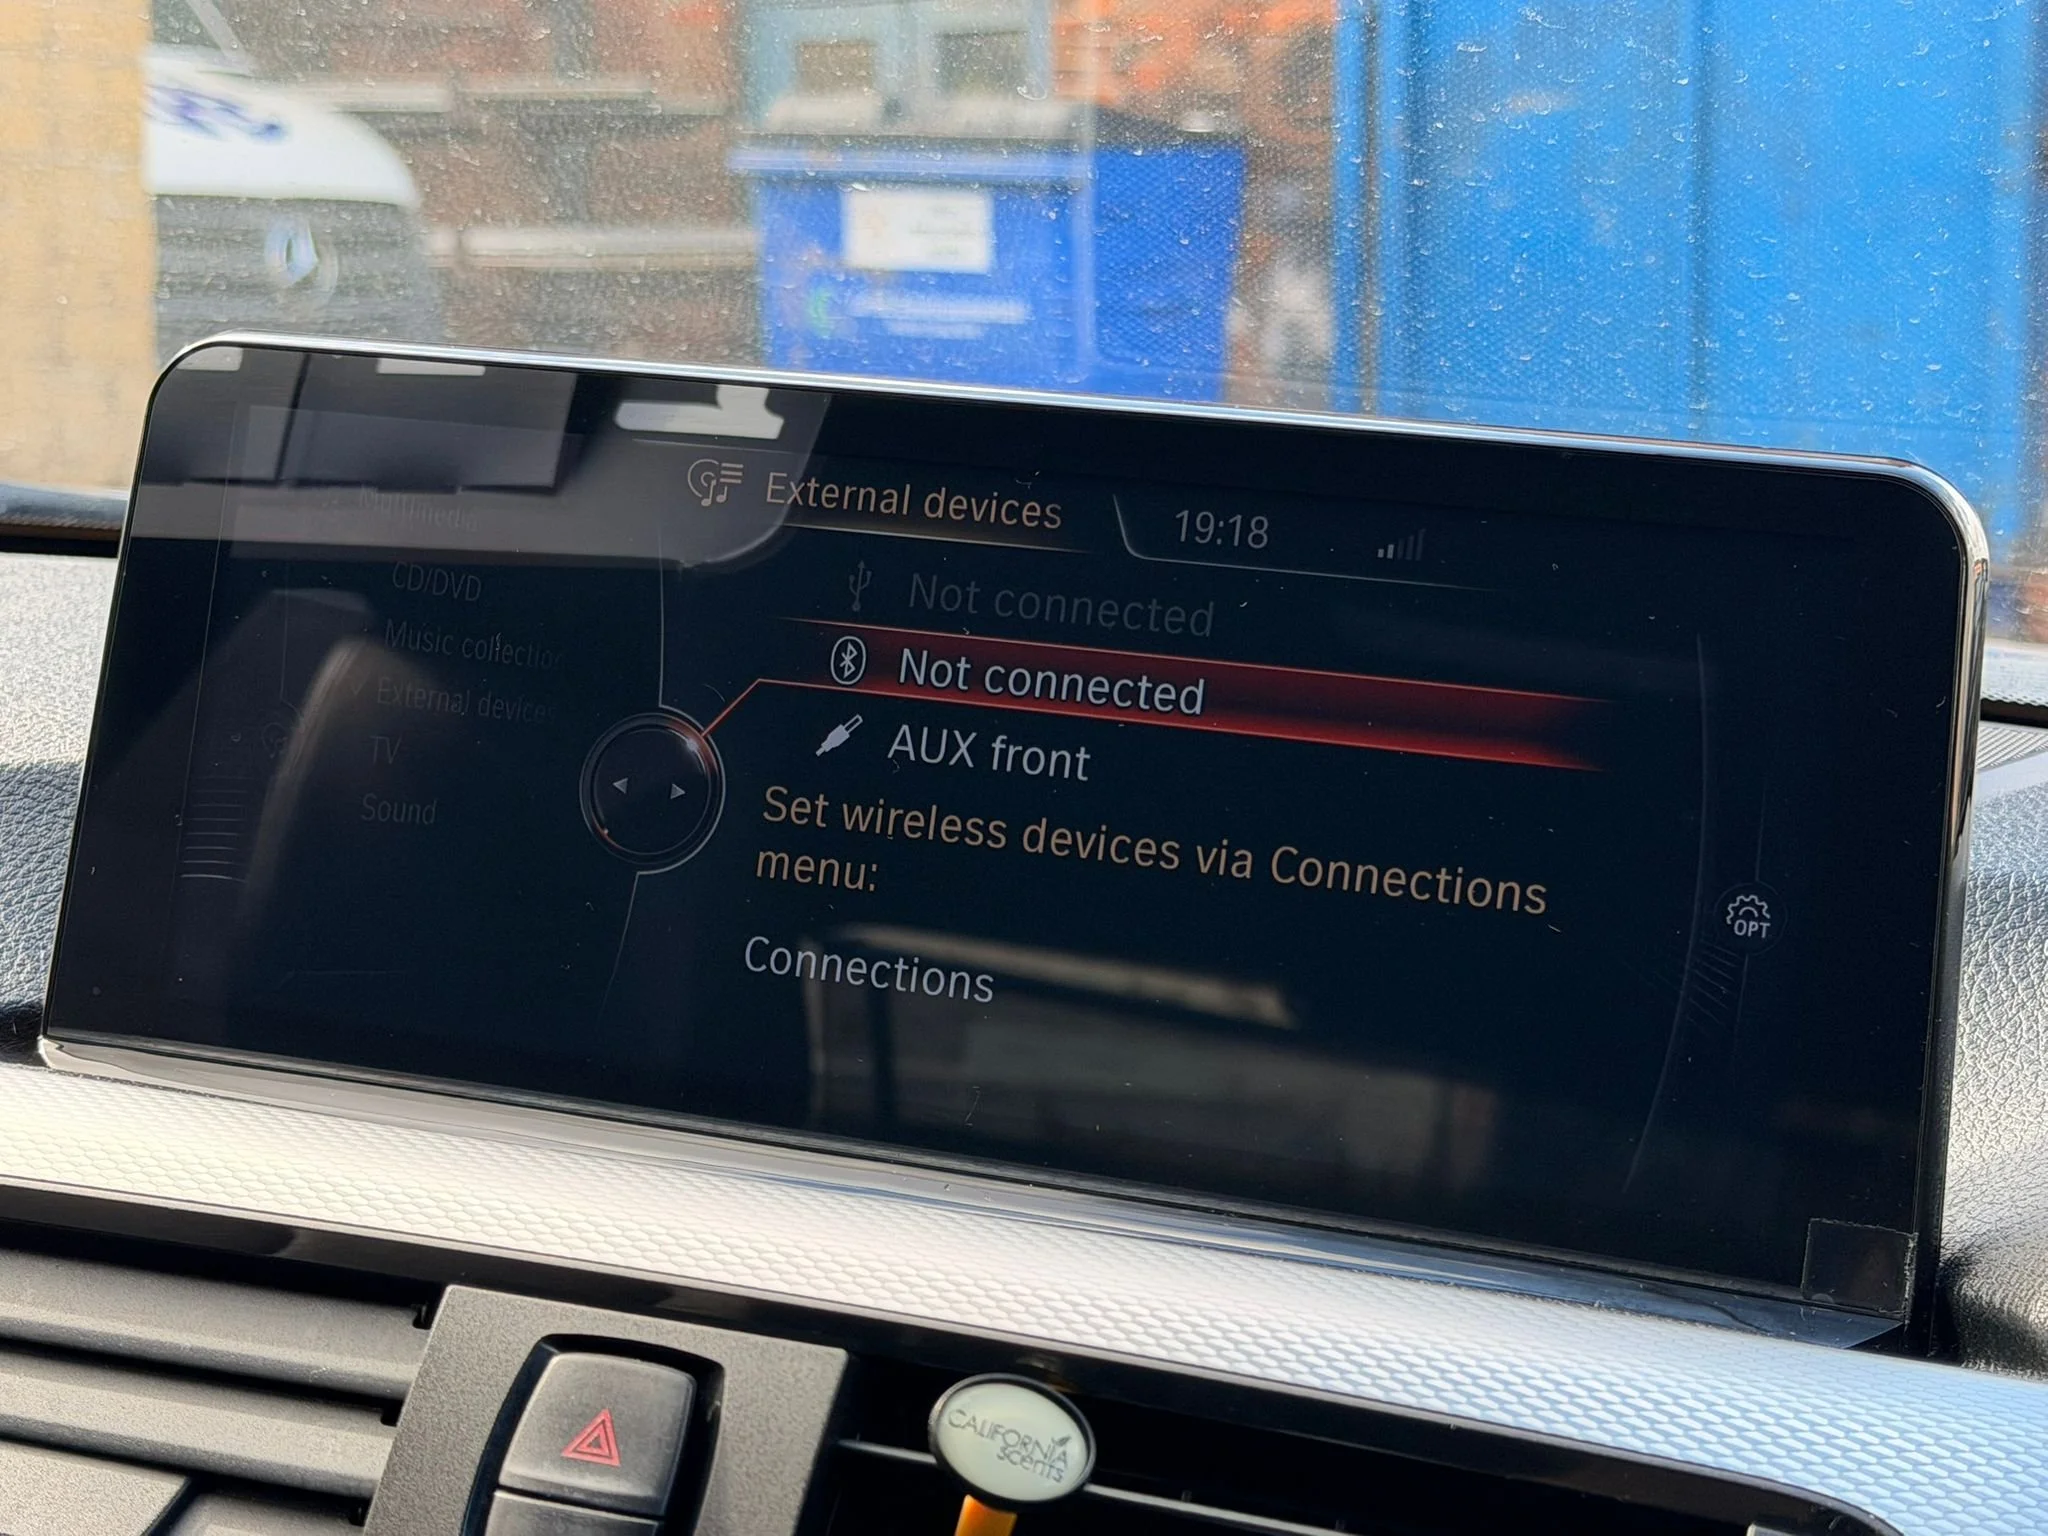 External devices
19:18
Multimedia
CD/DVD
Music collection
External devices
TV
Sound
Not connected
Not connected
AUX front
Set wireless devices via Connections
menu:
Connections
OPT
CALIFORNIA
scents